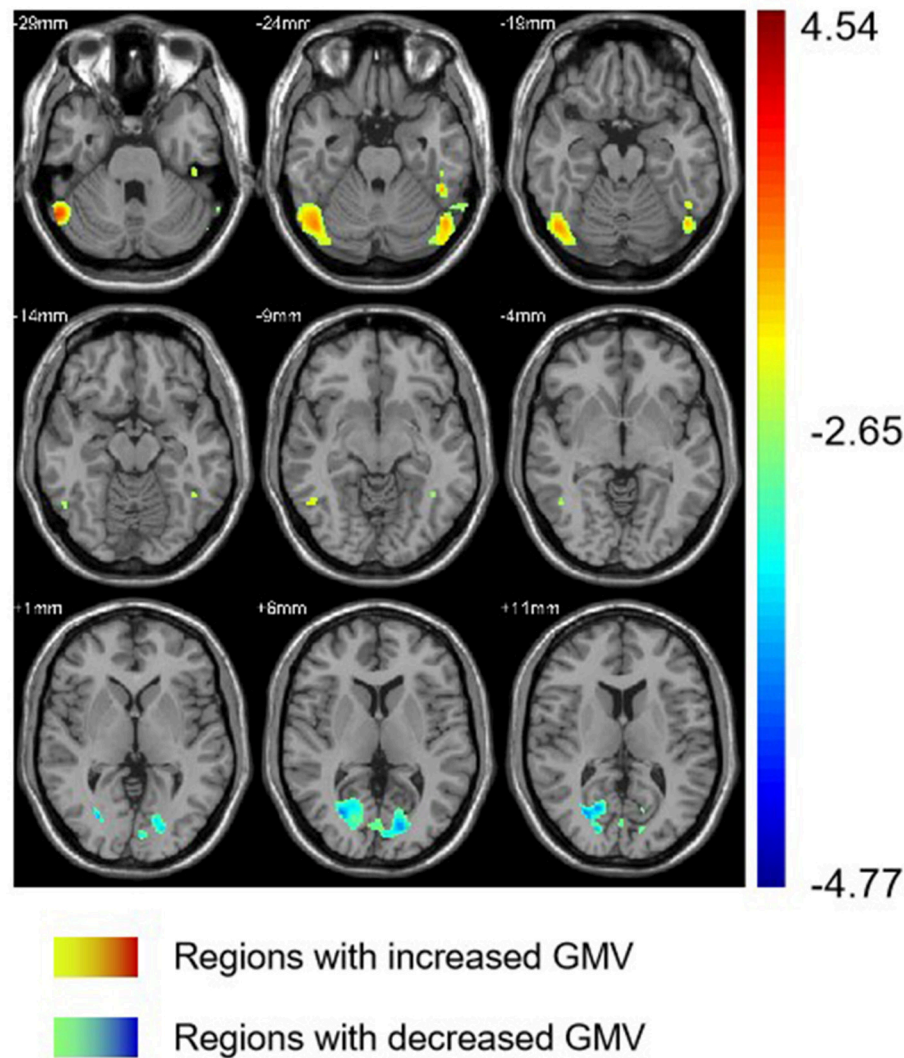 -29mm
-24mm
-19mm
4.54
-14mm
-9mm
-4mm
-2.65
+1mm
+6mm
+11mm
-4.77
Regions with increased GMV
Regions with decreased GMV